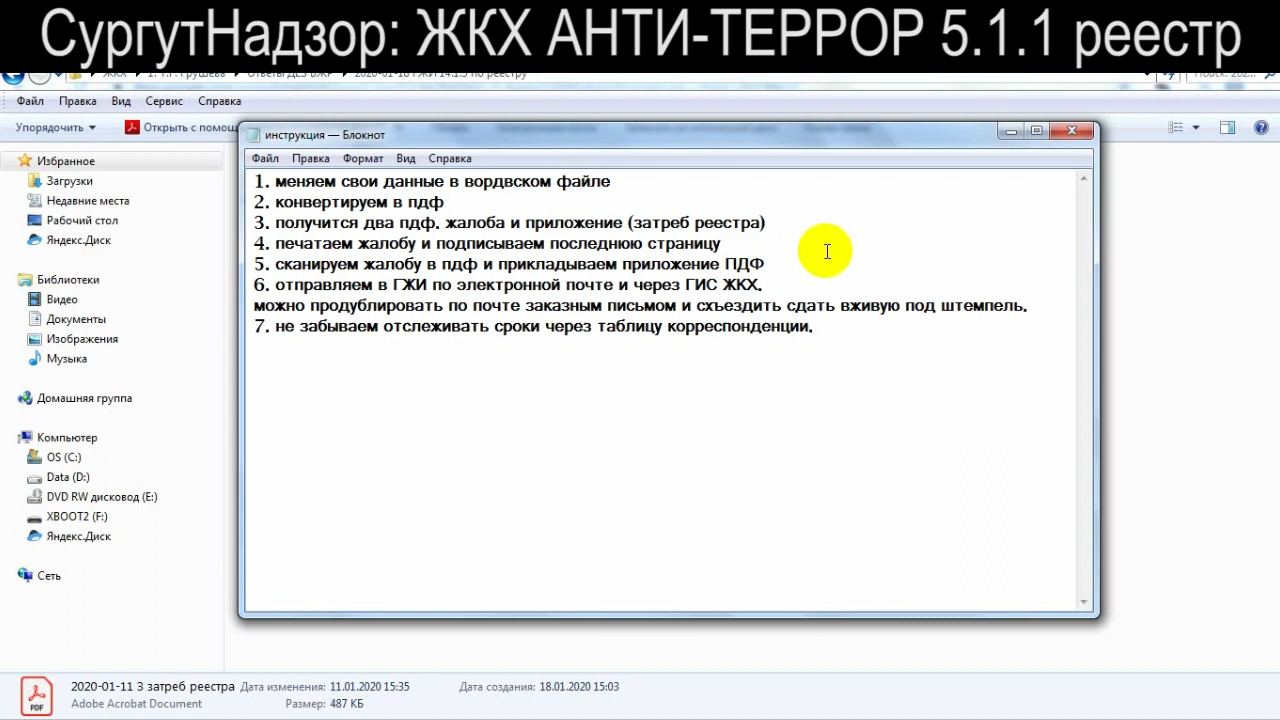 СургутНадзор: ЖКХ АНТИ-ТЕРРОР 5.1.1 реестр
Файл Правка Вид Сервис Справка
Упорядочить Открыть с помощ
инструкция — Блокнот
Файл Правка Формат Вид Справка
Избранное
Загрузки
Недавние места
Рабочий стол
Яндекс.Диск
Библиотеки
Видео
Документы
Изображения
Музыка
Домашняя группа
Компьютер
OS (C:)
Data (D:)
DVD RW дисковод (E:)
XBOOT2 (F:)
Яндекс.Диск
Сеть
1. меняем свои данные в вордвском файле
2. конвертируем в пдф
3. получится два пдф. жалоба и приложение (затреб реестра)
4. печатаем жалобу и подписываем последнюю страницу
5. сканируем жалобу в пдф и прикладываем приложение ПДФ
6. отправляем в ГЖИ по электронной почте и через ГИС ЖКХ.
можно продублировать по почте заказным письмом и схъездить сдать вживую под штемпель.
7. не забываем отслеживать сроки через таблицу корреспонденции.
2020-01-11 3 затреб реестра Дата изменения: 11.01.2020 15:35 Дата создания: 18.01.2020 15:03
Adobe Acrobat Document Размер: 487 КБ
PDF